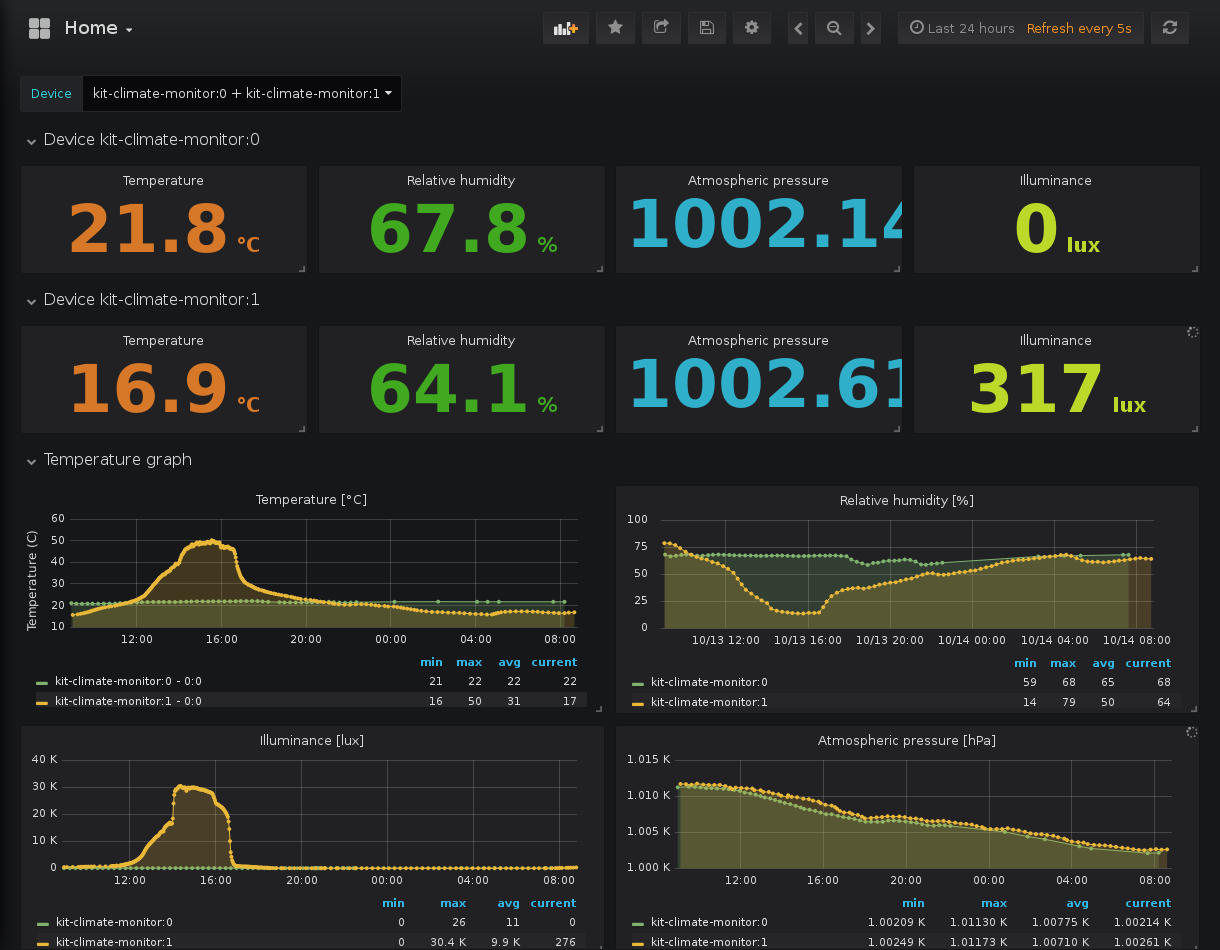 Home
Last 24 hours Refresh every 5s
Device kit-climate-monitor:0 + kit-climate-monitor:1
Device kit-climate-monitor:0
Temperature Relative humidity Atmospheric pressure Illuminance
21.8 °C 67.8 % 1002.14 0 lux
Device kit-climate-monitor:1
Temperature Relative humidity Atmospheric pressure Illuminance
16.9 °C 64.1 % 1002.61 317 lux
Temperature graph
Temperature [°C]
Temperature (C)
60
50
40
30
20
10
12:00 16:00 20:00 00:00 04:00 08:00
min max avg current
kit-climate-monitor:0 - 0:0 21 22 22 22
kit-climate-monitor:1 - 0:0 16 50 31 17
Relative humidity [%]
100
75
50
25
0
10/13 12:00 10/13 16:00 10/13 20:00 10/14 00:00 10/14 04:00 10/14 08:00
min max avg current
kit-climate-monitor:0 59 68 65 68
kit-climate-monitor:1 14 79 50 64
Illuminance [lux]
40 K
30 K
20 K
10 K
0
12:00 16:00 20:00 00:00 04:00 08:00
min max avg current
kit-climate-monitor:0 0 26 11 0
kit-climate-monitor:1 0 30.4 K 9.9 K 276
Atmospheric pressure [hPa]
1.015 K
1.010 K
1.005 K
1.000 K
12:00 16:00 20:00 00:00 04:00 08:00
min max avg current
kit-climate-monitor:0 1.00209 K 1.01130 K 1.00775 K 1.00214 K
kit-climate-monitor:1 1.00249 K 1.01173 K 1.00710 K 1.00261 K